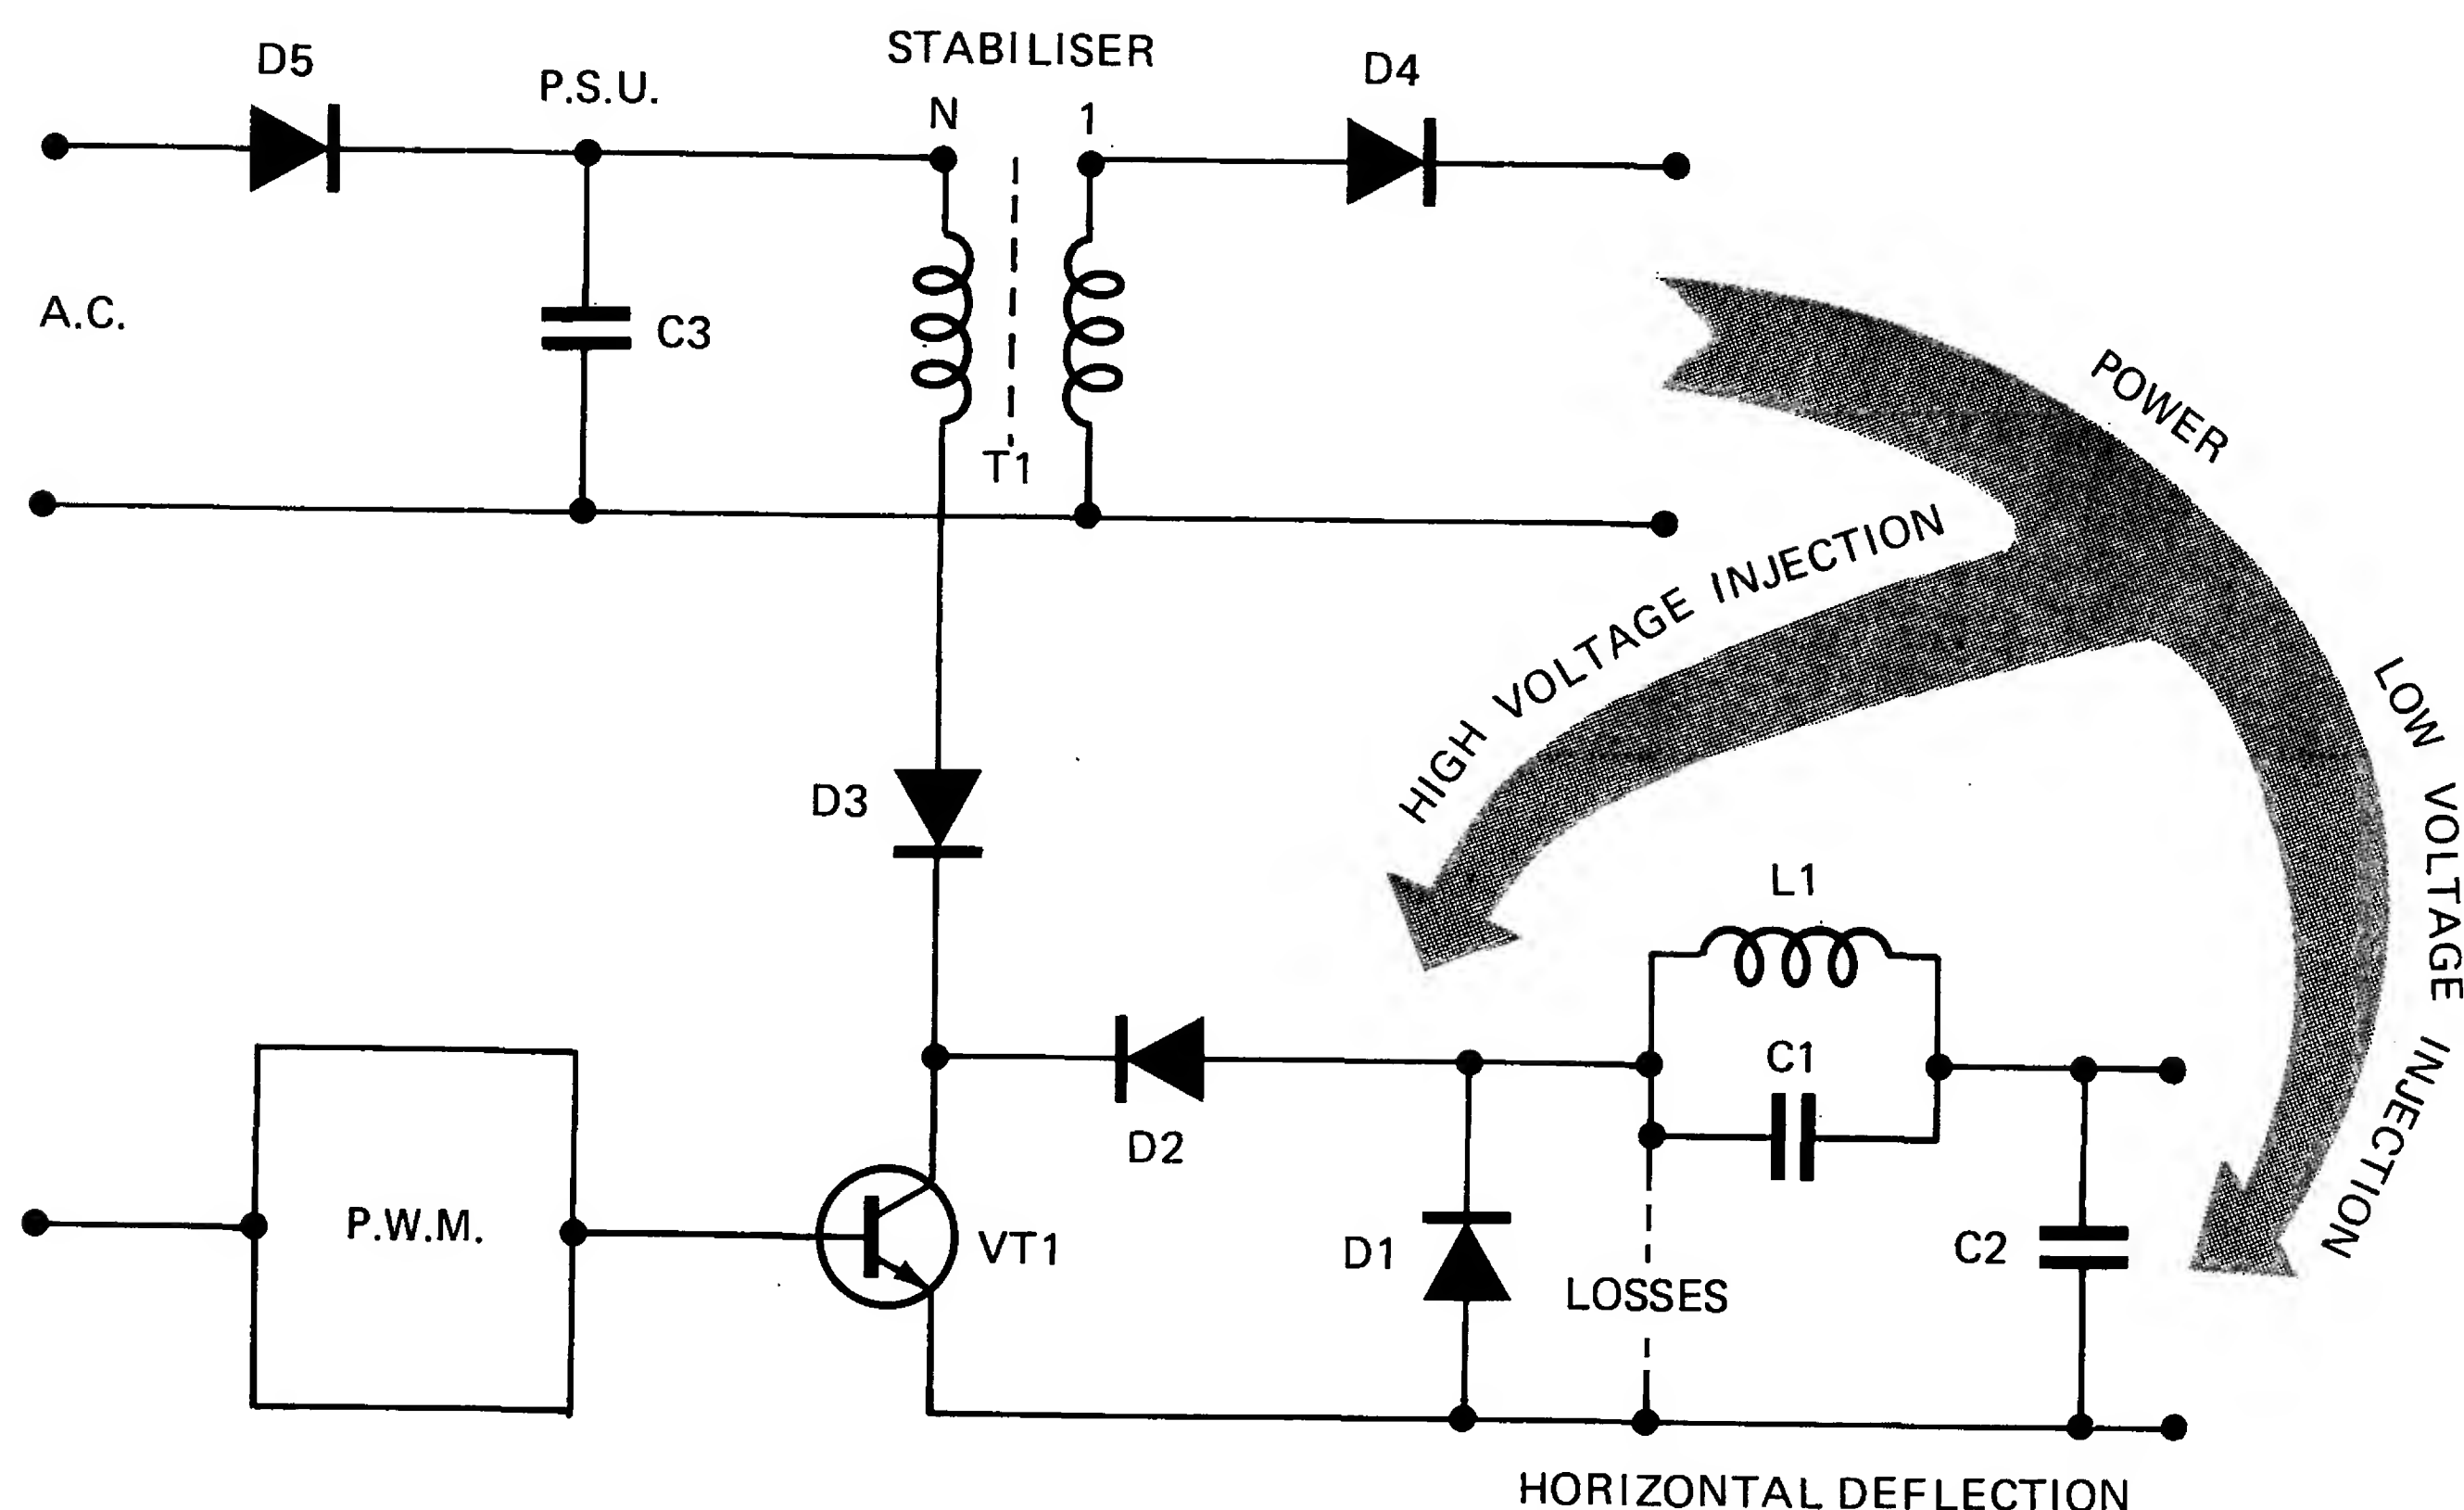 STABILISER
D5
P.S.U.
N
1
D4
A.C.
C3
T1
POWER
HIGH VOLTAGE INJECTION
LOW VOLTAGE INJECTION
D3
L1
C1
D2
P.W.M.
VT1
D1
LOSSES
C2
HORIZONTAL DEFLECTION